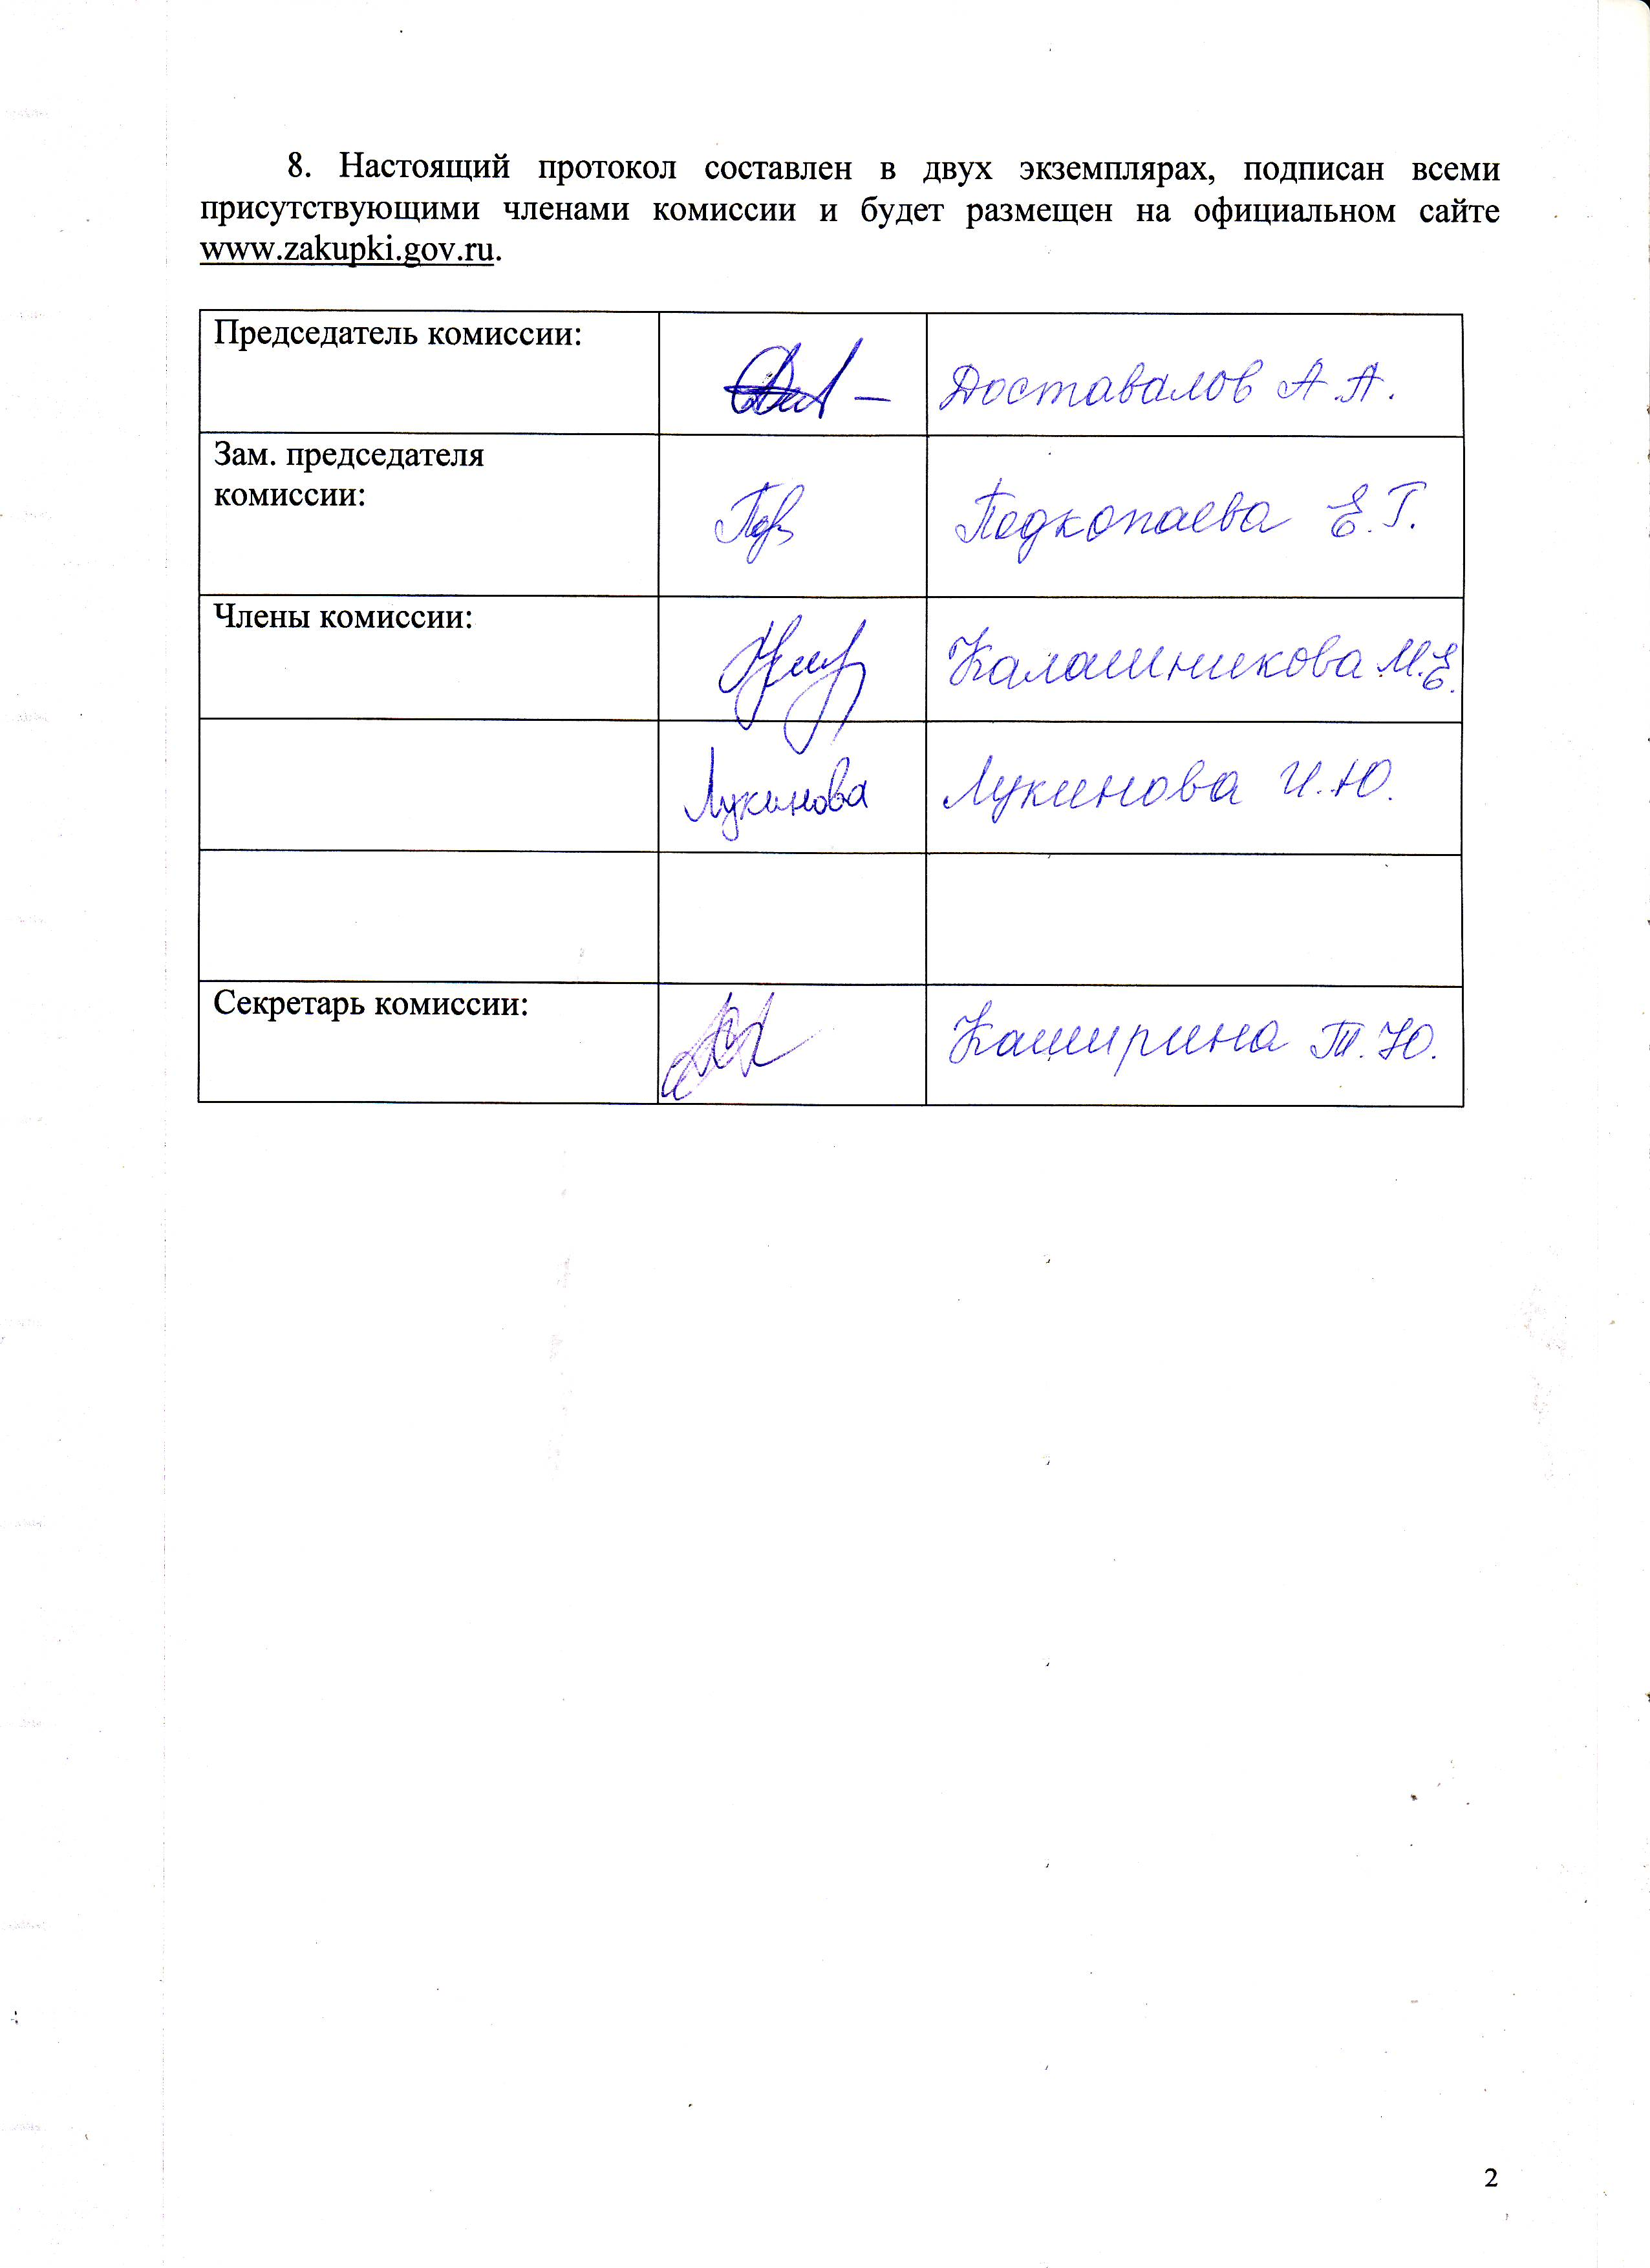 8. Настоящий протокол составлен в двух экземплярах, подписан всеми
присутствующими членами комиссии и будет размещен на официальном сайте
www.zakupki.gov.ru.
Председатель комиссии:
Доставалов А.А.
Зам. председателя
комиссии:
Подкопаева Е.Г.
Члены комиссии:
Калашникова М.Е.
Лукинова Лукинова И.Ю.
Секретарь комиссии:
Каширина Т.Ю.
2